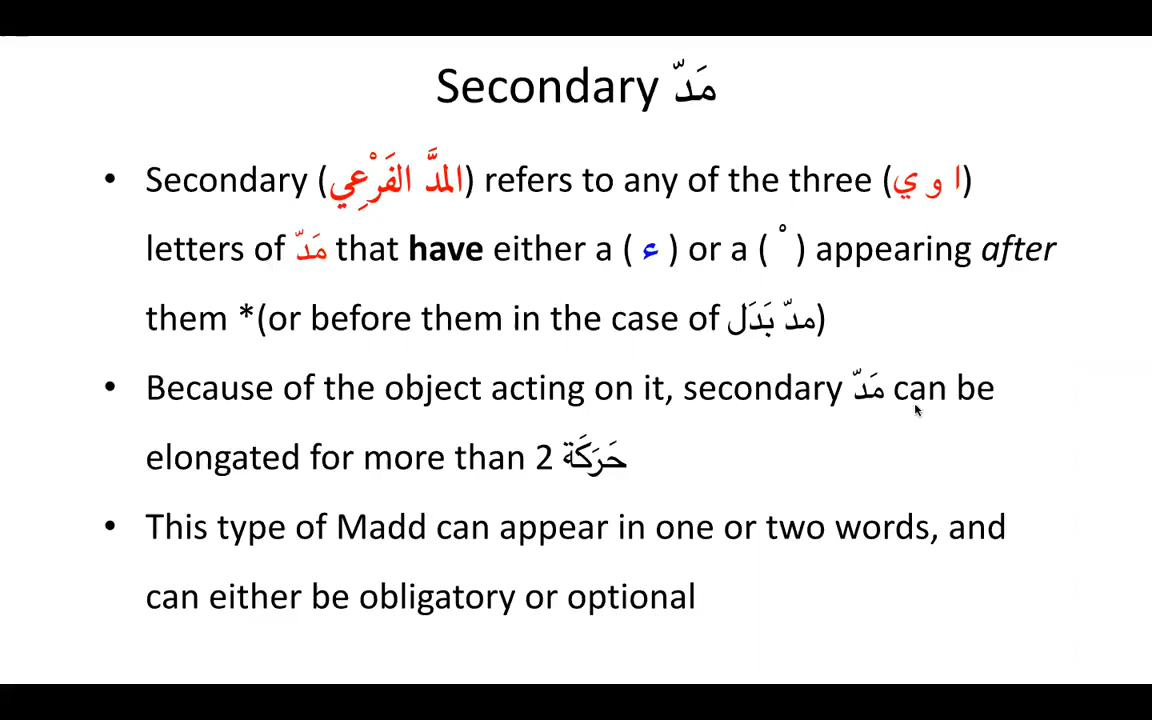 Secondary مَدّ
• Secondary (المدَّ الفَرْعِي) refers to any of the three (ا و ي)
letters of مَدّ that have either a ( ء ) or a ( ْ ) appearing after
them *(or before them in the case of مدّ بَدَل)
• Because of the object acting on it, secondary مَدّ can be
elongated for more than 2 حَرَكَة
• This type of Madd can appear in one or two words, and
can either be obligatory or optional